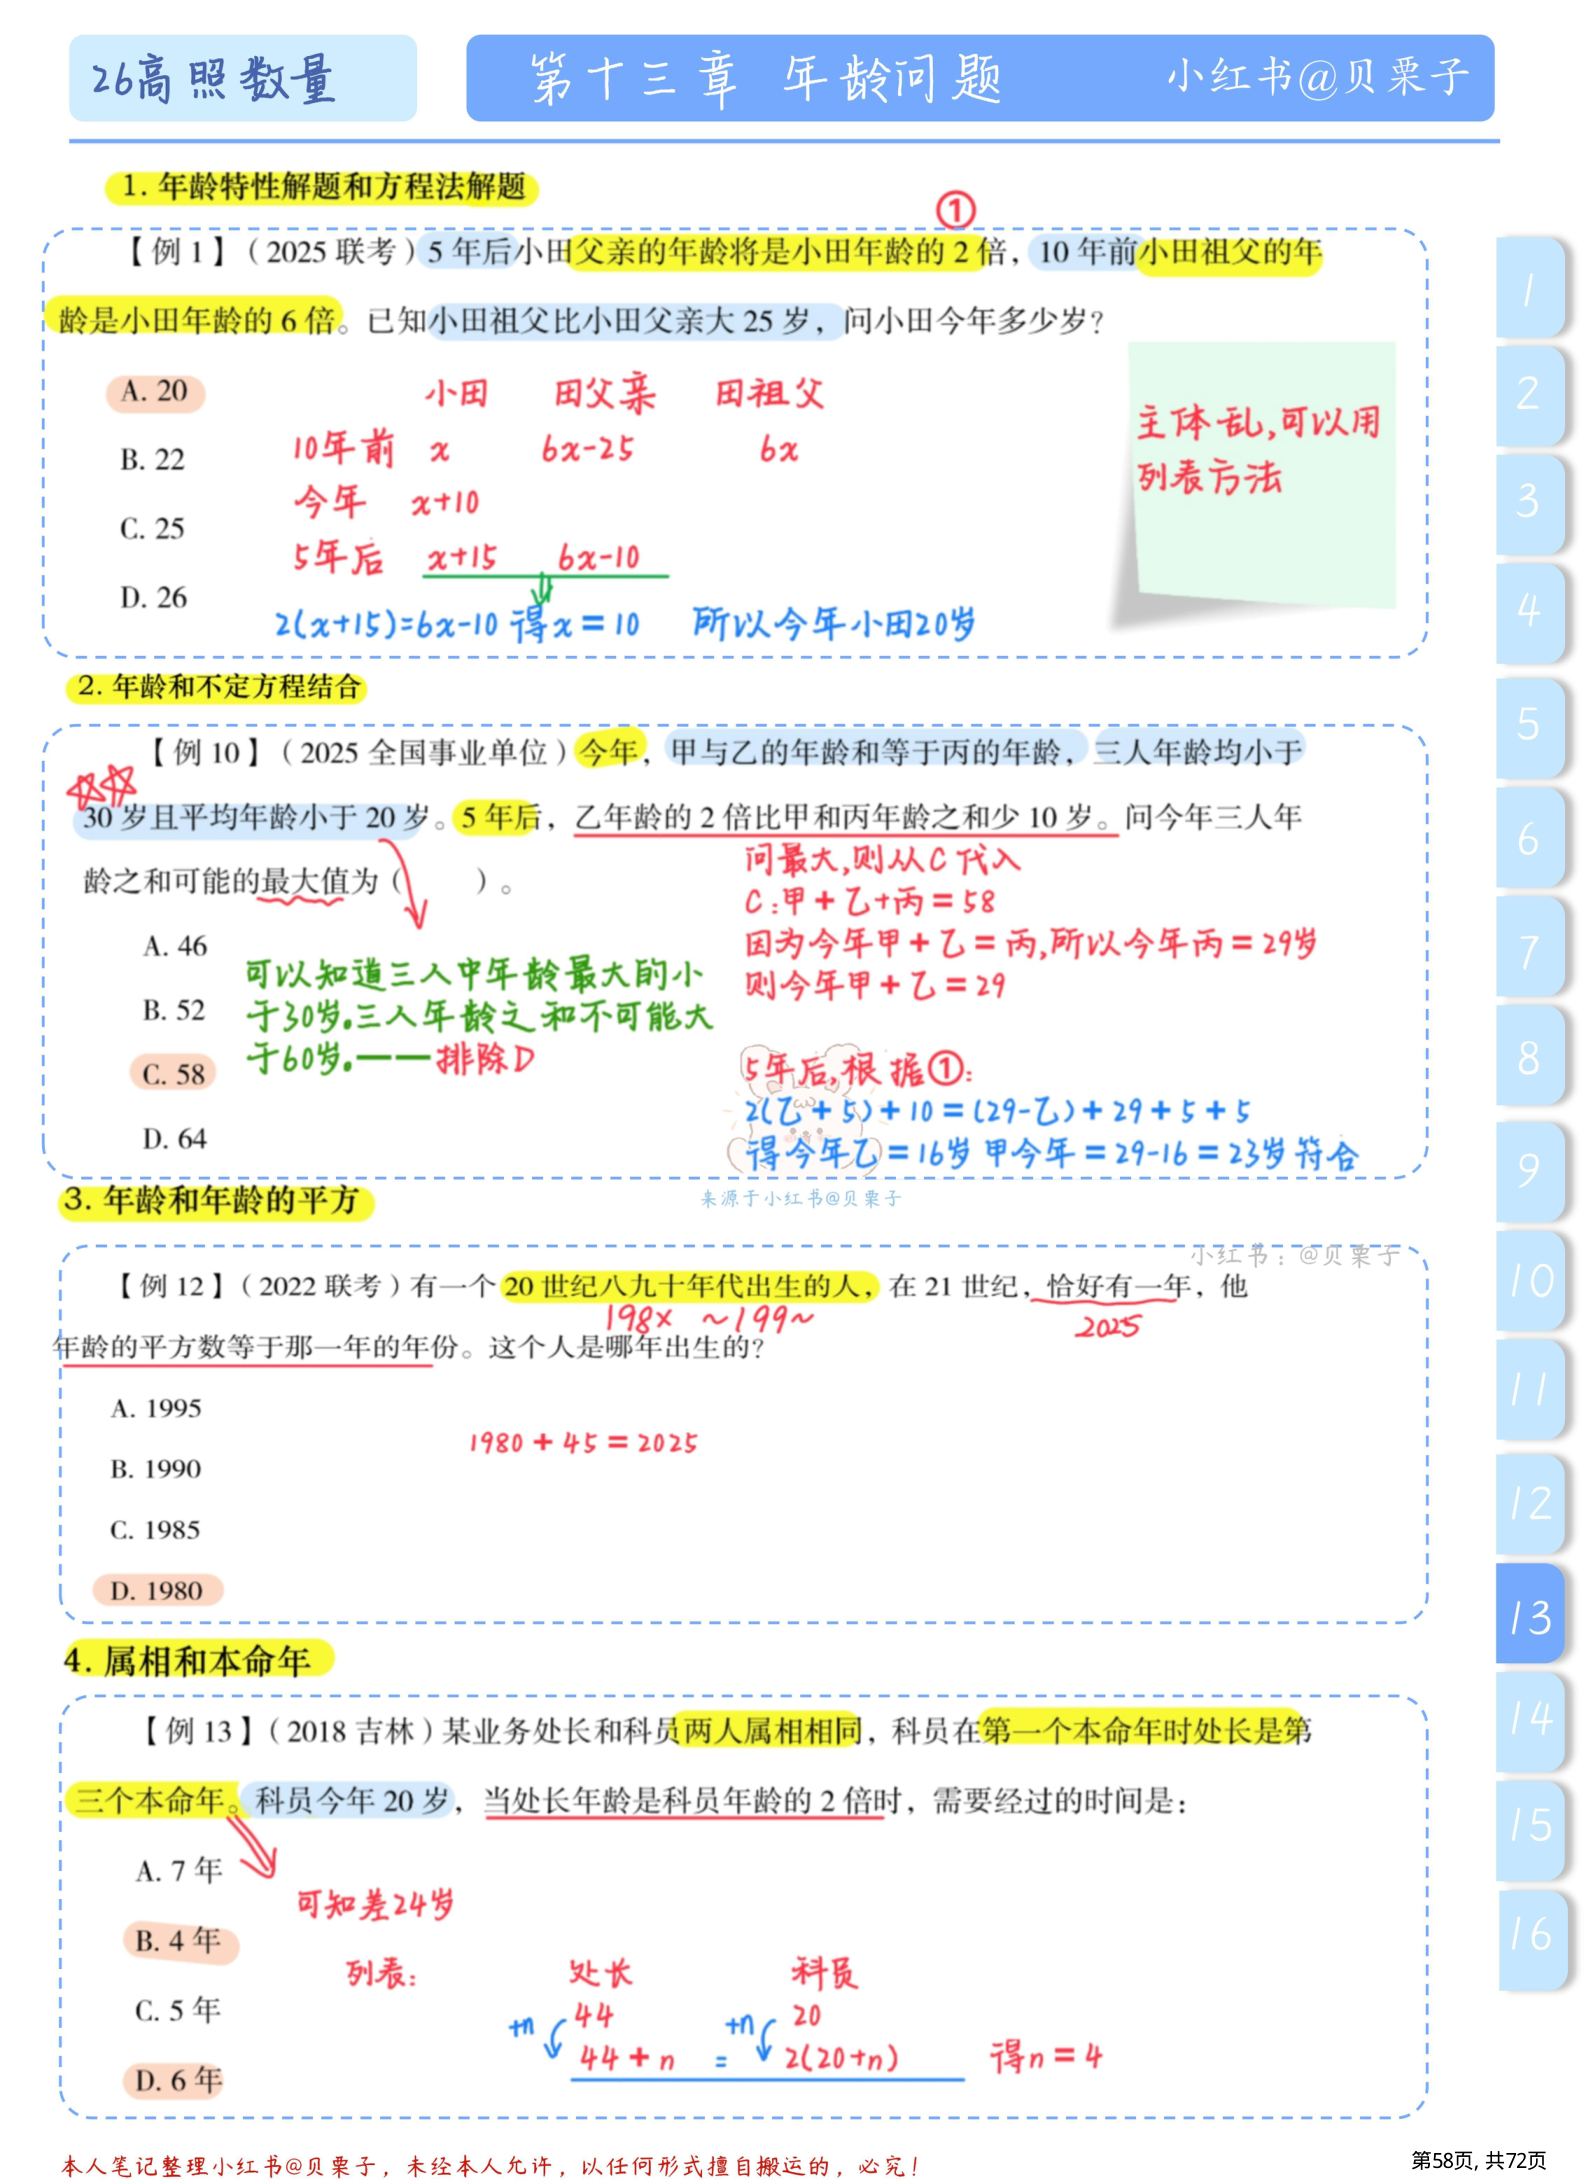 26高照数量
第十三章 年龄问题 小红书@贝栗子
1. 年龄特性解题和方程法解题
①
【例 1】（2025 联考）5 年后小田父亲的年龄将是小田年龄的 2 倍，10 年前小田祖父的年
龄是小田年龄的 6 倍。已知小田祖父比小田父亲大 25 岁，问小田今年多少岁？
A. 20
B. 22
C. 25
D. 26
小田 田父亲 田祖父
10年前 x 6x-25 6x
今年 x+10
5年后 x+15 6x-10
2(x+15)=6x-10 得x=10 所以今年小田20岁
主体乱,可以用
列表方法
2. 年龄和不定方程结合
【例 10】（2025 全国事业单位）今年，甲与乙的年龄和等于丙的年龄，三人年龄均小于
30 岁且平均年龄小于 20 岁。5 年后，乙年龄的 2 倍比甲和丙年龄之和少 10 岁。问今年三人年
龄之和可能的最大值为（ ）。
A. 46
B. 52
C. 58
D. 64
可以知道三人中年龄最大的小
于30岁.三人年龄之和不可能大
于60岁.——排除D
问最大,则从C代入
C:甲+乙+丙=58
因为今年甲+乙=丙,所以今年丙=29岁
则今年甲+乙=29
5年后,根据①:
2(乙+5)+10=(29-乙)+29+5+5
得今年乙=16岁 甲今年=29-16=23岁符合
来源于小红书@贝栗子
3. 年龄和年龄的平方
小红书：@贝栗子
【例 12】（2022 联考）有一个 20 世纪八九十年代出生的人，在 21 世纪，恰好有一年，他
198x ~199~ 2025
年龄的平方数等于那一年的年份。这个人是哪年出生的？
A. 1995
B. 1990
C. 1985
D. 1980
1980+45=2025
4. 属相和本命年
【例 13】（2018 吉林）某业务处长和科员两人属相相同，科员在第一个本命年时处长是第
三个本命年。科员今年 20 岁，当处长年龄是科员年龄的 2 倍时，需要经过的时间是：
A. 7 年
B. 4 年
C. 5 年
D. 6 年
可知差24岁
列表: 处长 科员
+n 44 +n 20
44+n = 2(20+n) 得n=4
1
2
3
4
5
6
7
8
9
10
11
12
13
14
15
16
本人笔记整理小红书@贝栗子，未经本人允许，以任何形式擅自搬运的，必究！
第58页, 共72页